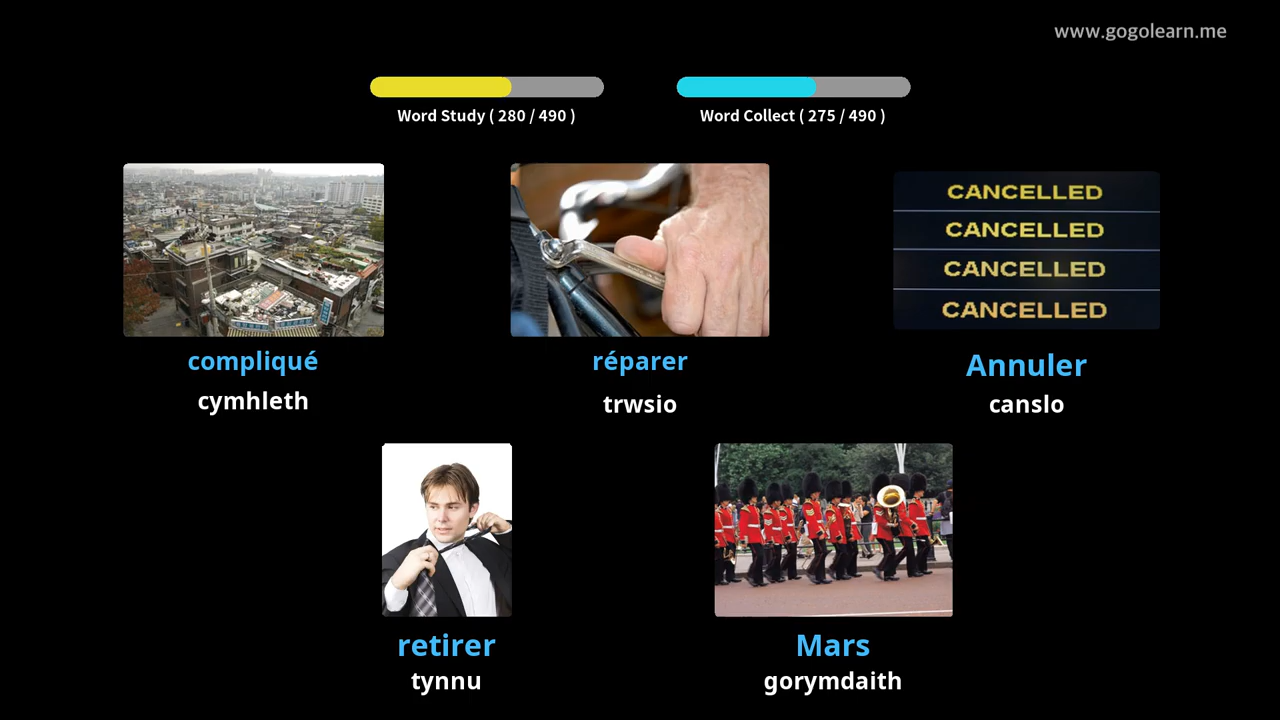 www.gogolearn.me
Word Study ( 280 / 490 )
Word Collect ( 275 / 490 )
CANCELLED
CANCELLED
CANCELLED
CANCELLED
compliqué
cymhleth
réparer
trwsio
Annuler
canslo
retirer
tynnu
Mars
gorymdaith